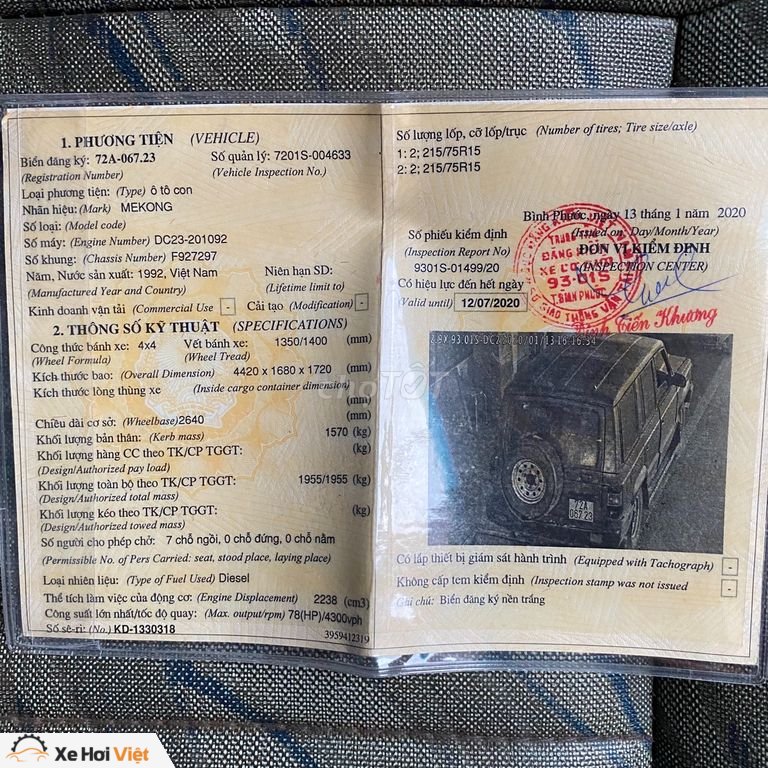 1. PHƯƠNG TIỆN (VEHICLE)
Biển đăng ký: 72A-067.23 Số quản lý: 7201S-004633
(Registration Number) (Vehicle Inspection No.)
Loại phương tiện: (Type) ô tô con
Nhãn hiệu: (Mark) MEKONG
Số loại: (Model code)
Số máy: (Engine Number) DC23-201092
Số khung: (Chassis Number) F927297
Năm, Nước sản xuất: 1992, Việt Nam Niên hạn SD:
(Manufactured Year and Country) (Lifetime limit to)
Kinh doanh vận tải (Commercial Use) - Cải tạo (Modification) -
2. THÔNG SỐ KỸ THUẬT (SPECIFICATIONS)
Công thức bánh xe: 4x4 Vết bánh xe: 1350/1400 (mm)
(Wheel Formula) (Wheel Tread)
Kích thước bao: (Overall Dimension) 4420 x 1680 x 1720 (mm)
Kích thước lòng thùng xe (Inside cargo container dimension)
(mm)
Chiều dài cơ sở: (Wheelbase) 2640 (mm)
Khối lượng bản thân: (Kerb mass) 1570 (kg)
Khối lượng hàng CC theo TK/CP TGGT: (kg)
(Design/Authorized pay load)
Khối lượng toàn bộ theo TK/CP TGGT: 1955/1955 (kg)
(Design/Authorized total mass)
Khối lượng kéo theo TK/CP TGGT: (kg)
(Design/Authorized towed mass)
Số người cho phép chở: 7 chỗ ngồi, 0 chỗ đứng, 0 chỗ nằm
(Permissible No. of Pers Carried: seat, stood place, laying place)
Loại nhiên liệu: (Type of Fuel Used) Diesel
Thể tích làm việc của động cơ: (Engine Displacement) 2238 (cm3)
Công suất lớn nhất/tốc độ quay: (Max. output/rpm) 78(HP)/4300vph
Số sê-ri: (No.) KD-1330318
3959412319
Số lượng lốp, cỡ lốp/trục (Number of tires; Tire size/axle)
1: 2; 215/75R15
2: 2; 215/75R15
Bình Phước, ngày 13 tháng 1 năm 2020
Số phiếu kiểm định (Issued on: Day/Month/Year)
(Inspection Report No) ĐƠN VỊ KIỂM ĐỊNH
9301S-01499/20 (INSPECTION CENTER)
Có hiệu lực đến hết ngày
(Valid until) 12/07/2020
TRUNG
ĐĂNG
XE CƠ GIỚI
93-01S
T.BÌNH PHƯỚC
SỞ GIAO THÔNG VẬN
Tiến Khương
72A
067.23
Có lắp thiết bị giám sát hành trình (Equipped with Tachograph) -
Không cấp tem kiểm định (Inspection stamp was not issued) -
Ghi chú: Biển đăng ký nền trắng
chợTỐT
Xe Hơi Việt